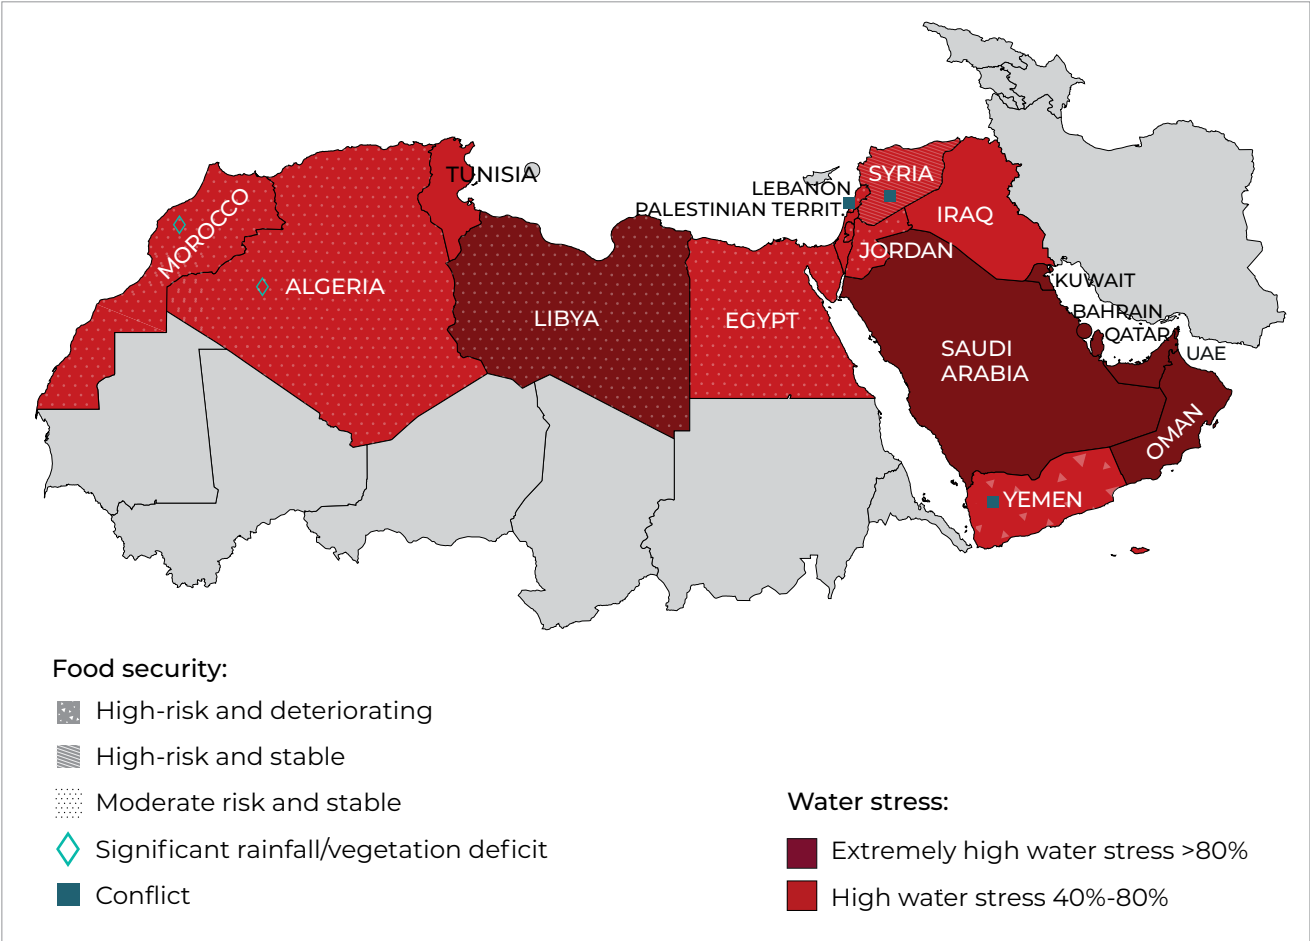 TUNISIA
MOROCCO
ALGERIA
LIBYA
EGYPT
LEBANON
PALESTINIAN TERRIT.
SYRIA
IRAQ
JORDAN
KUWAIT
BAHRAIN
QATAR
UAE
SAUDI
ARABIA
OMAN
YEMEN
Food security:
High-risk and deteriorating
High-risk and stable
Moderate risk and stable
Significant rainfall/vegetation deficit
Conflict
Water stress:
Extremely high water stress >80%
High water stress 40%-80%